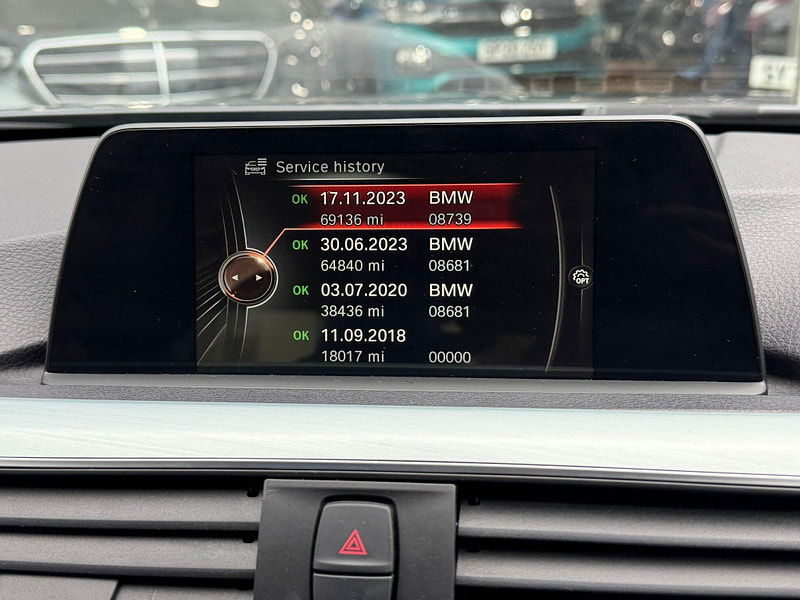 Service history
OK 17.11.2023 BMW
69136 mi 08739
OK 30.06.2023 BMW
64840 mi 08681
OK 03.07.2020 BMW
38436 mi 08681
OK 11.09.2018
18017 mi 00000
OPT